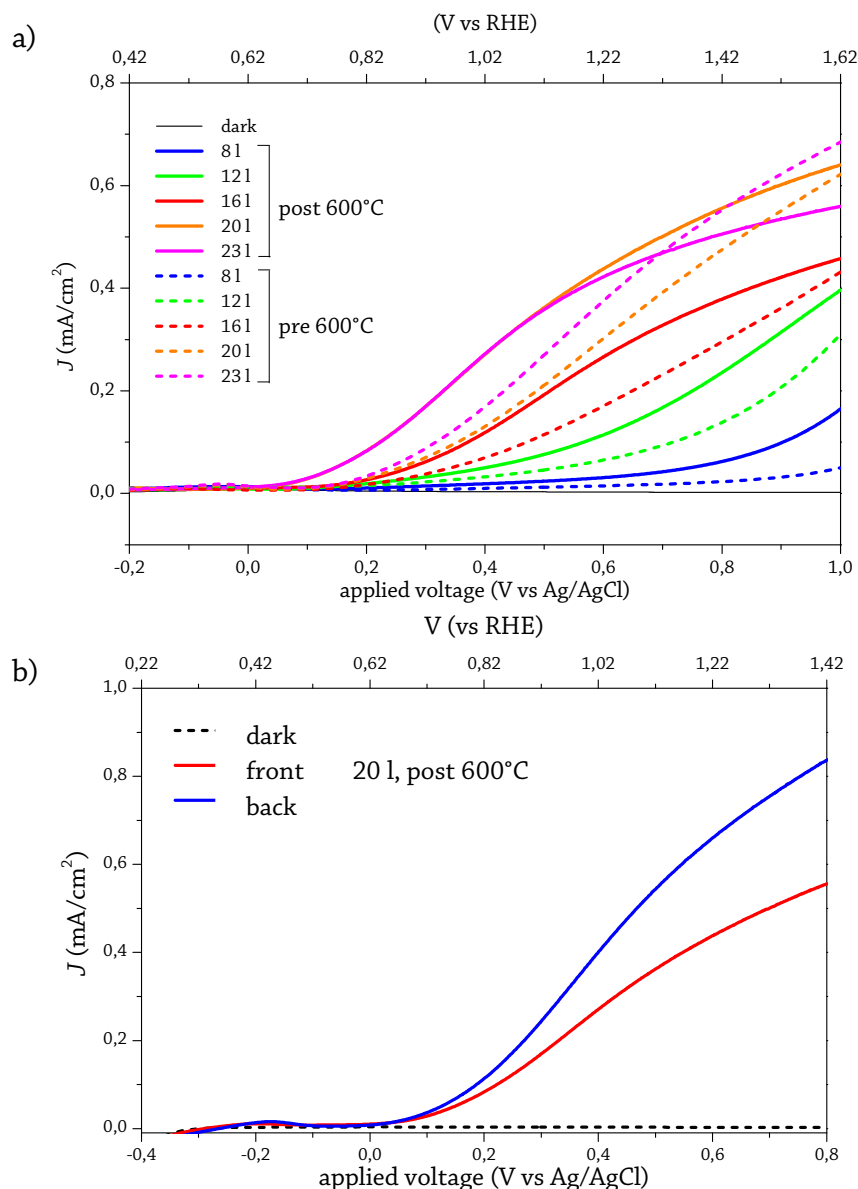 a)
(V vs RHE)
0,42 0,62 0,82 1,02 1,22 1,42 1,62
0,8
0,6
0,4
0,2
0,0
J (mA/cm²)
dark
8 l
12 l
16 l
20 l
23 l
post 600°C
8 l
12 l
16 l
20 l
23 l
pre 600°C
-0,2 0,0 0,2 0,4 0,6 0,8 1,0
applied voltage (V vs Ag/AgCl)
b)
V (vs RHE)
0,22 0,42 0,62 0,82 1,02 1,22 1,42
1,0
0,8
0,6
0,4
0,2
0,0
J (mA/cm²)
dark
front 20 l, post 600°C
back
-0,4 -0,2 0,0 0,2 0,4 0,6 0,8
applied voltage (V vs Ag/AgCl)